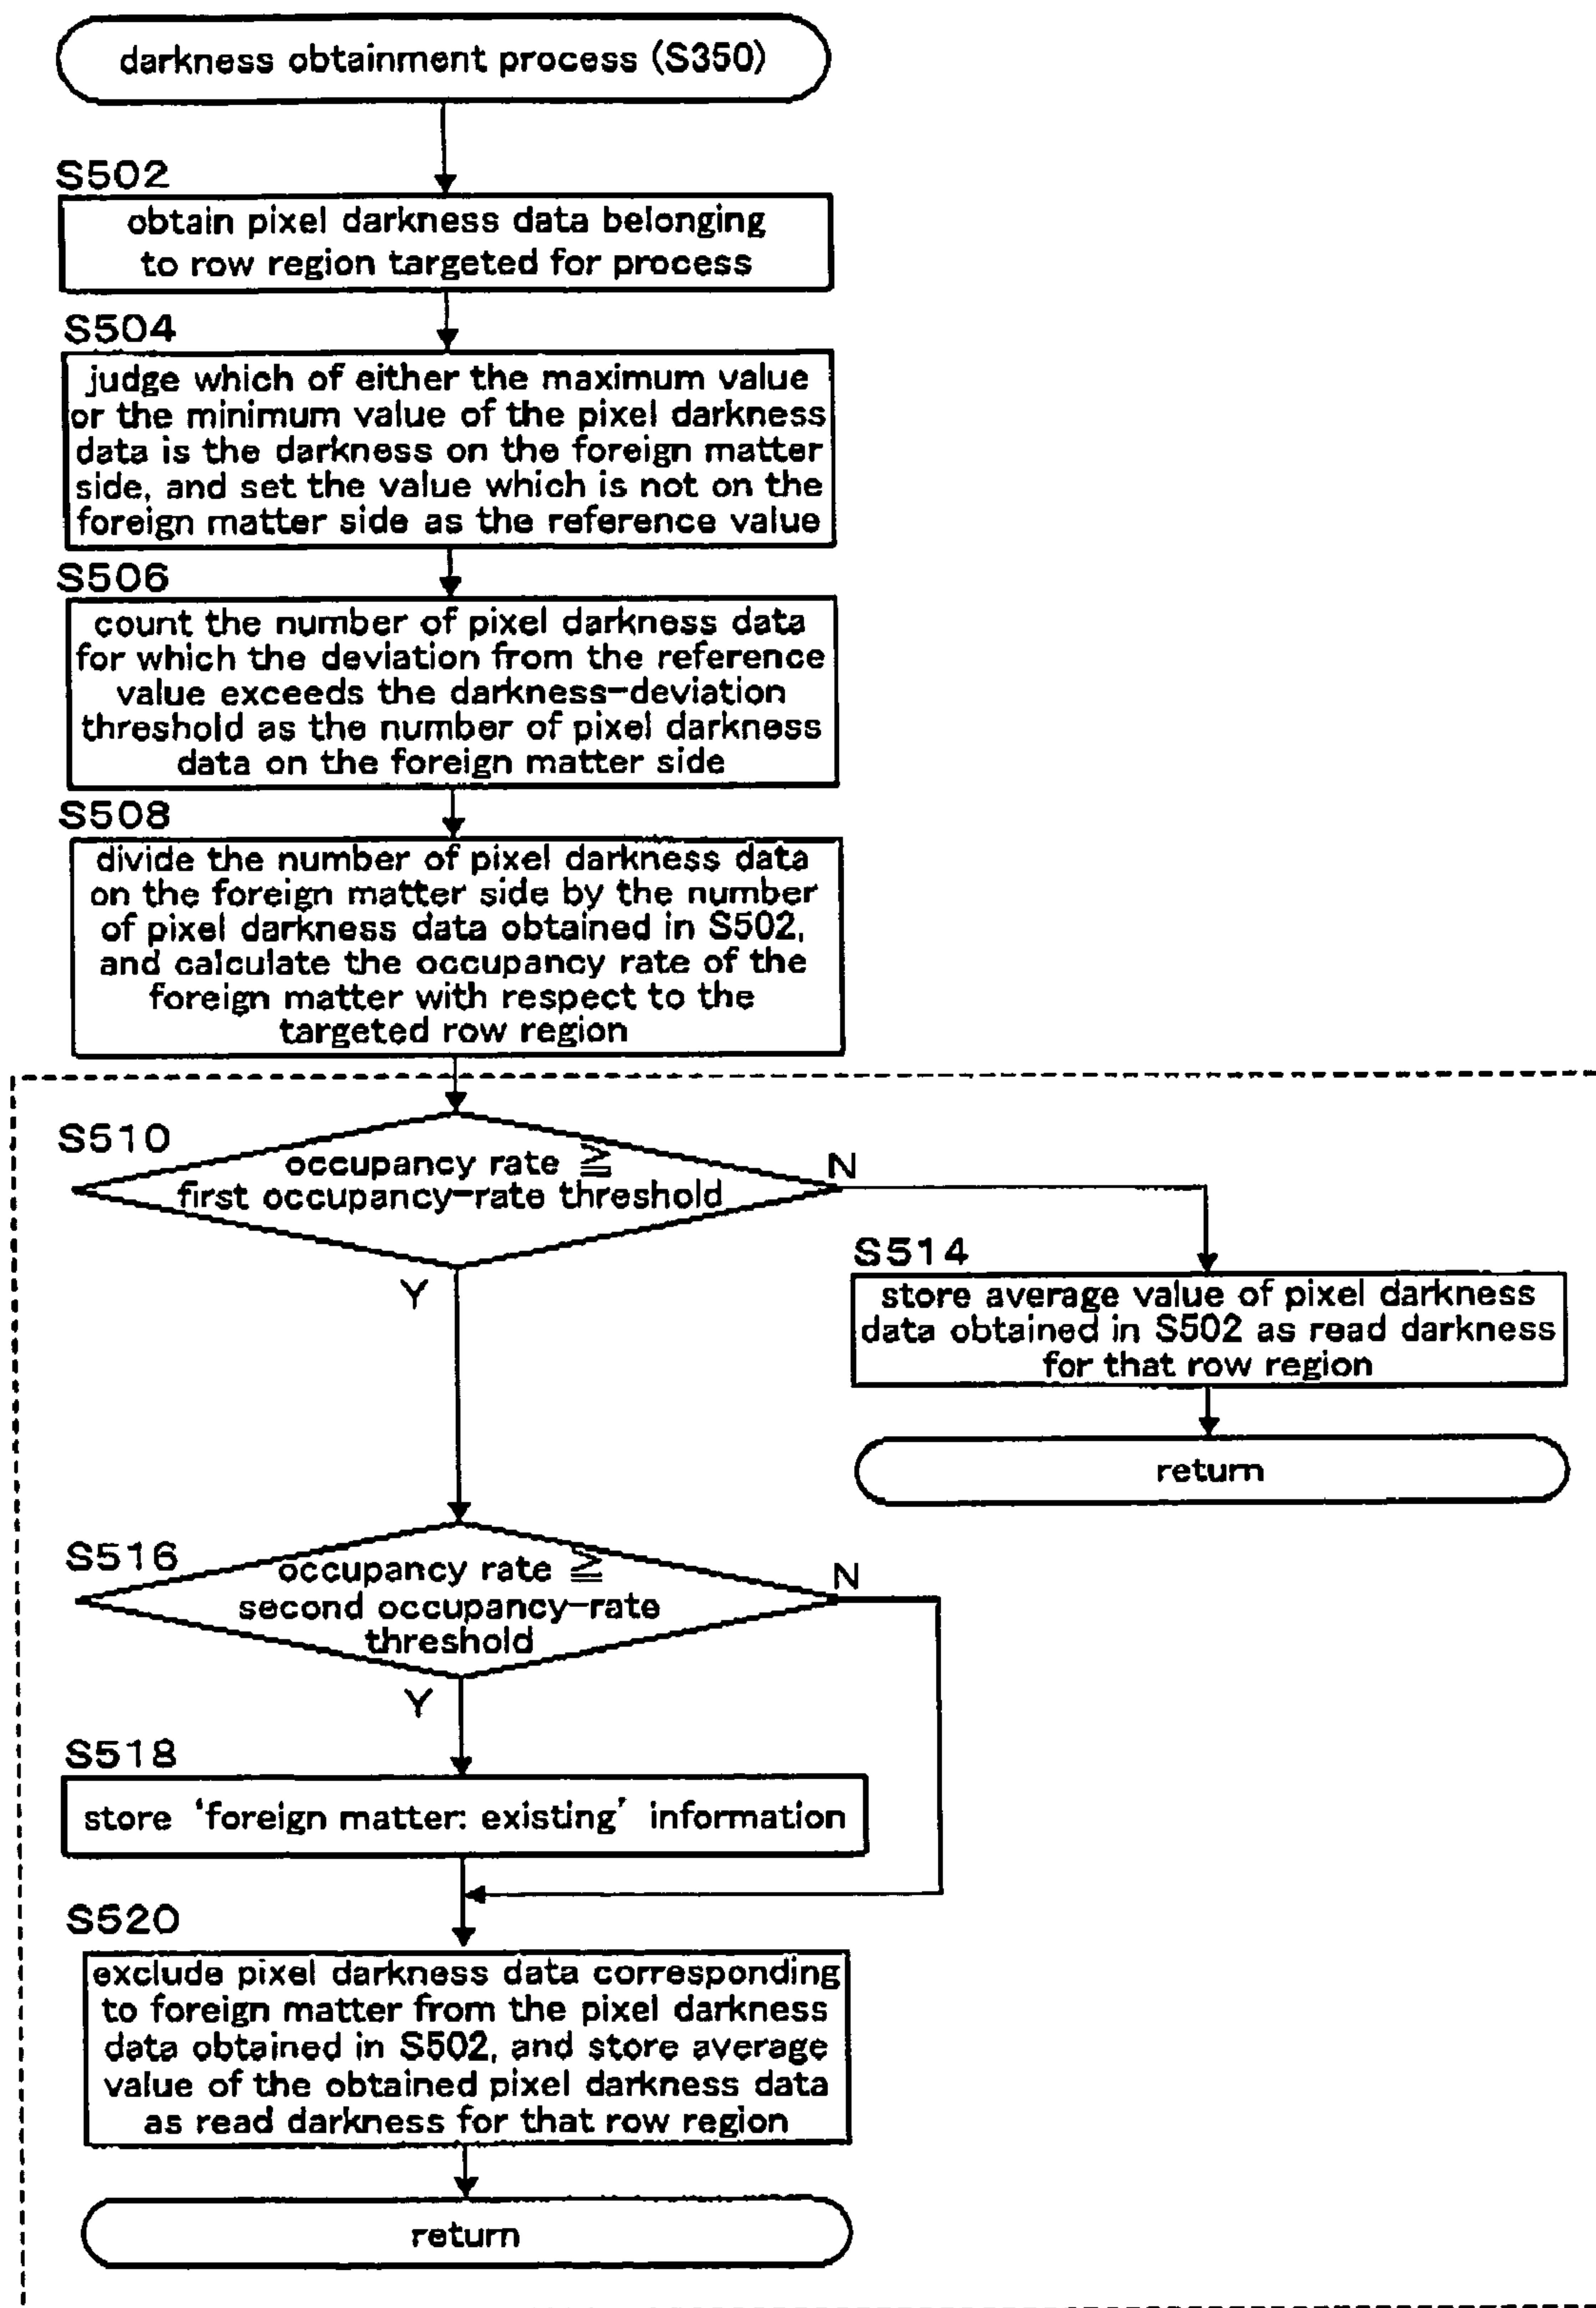 darkness obtainment process (S350)
S502
obtain pixel darkness data belonging
to row region targeted for process
S504
judge which of either the maximum value
or the minimum value of the pixel darkness
data is the darkness on the foreign matter
side, and set the value which is not on the
foreign matter side as the reference value
S506
count the number of pixel darkness data
for which the deviation from the reference
value exceeds the darkness-deviation
threshold as the number of pixel darkness
data on the foreign matter side
S508
divide the number of pixel darkness data
on the foreign matter side by the number
of pixel darkness data obtained in S502,
and calculate the occupancy rate of the
foreign matter with respect to the
targeted row region
S510
occupancy rate ≧
first occupancy-rate threshold
N
Y
S514
store average value of pixel darkness
data obtained in S502 as read darkness
for that row region
return
S516
occupancy rate ≧
second occupancy-rate
threshold
N
Y
S518
store 'foreign matter: existing' information
S520
exclude pixel darkness data corresponding
to foreign matter from the pixel darkness
data obtained in S502, and store average
value of the obtained pixel darkness data
as read darkness for that row region
return